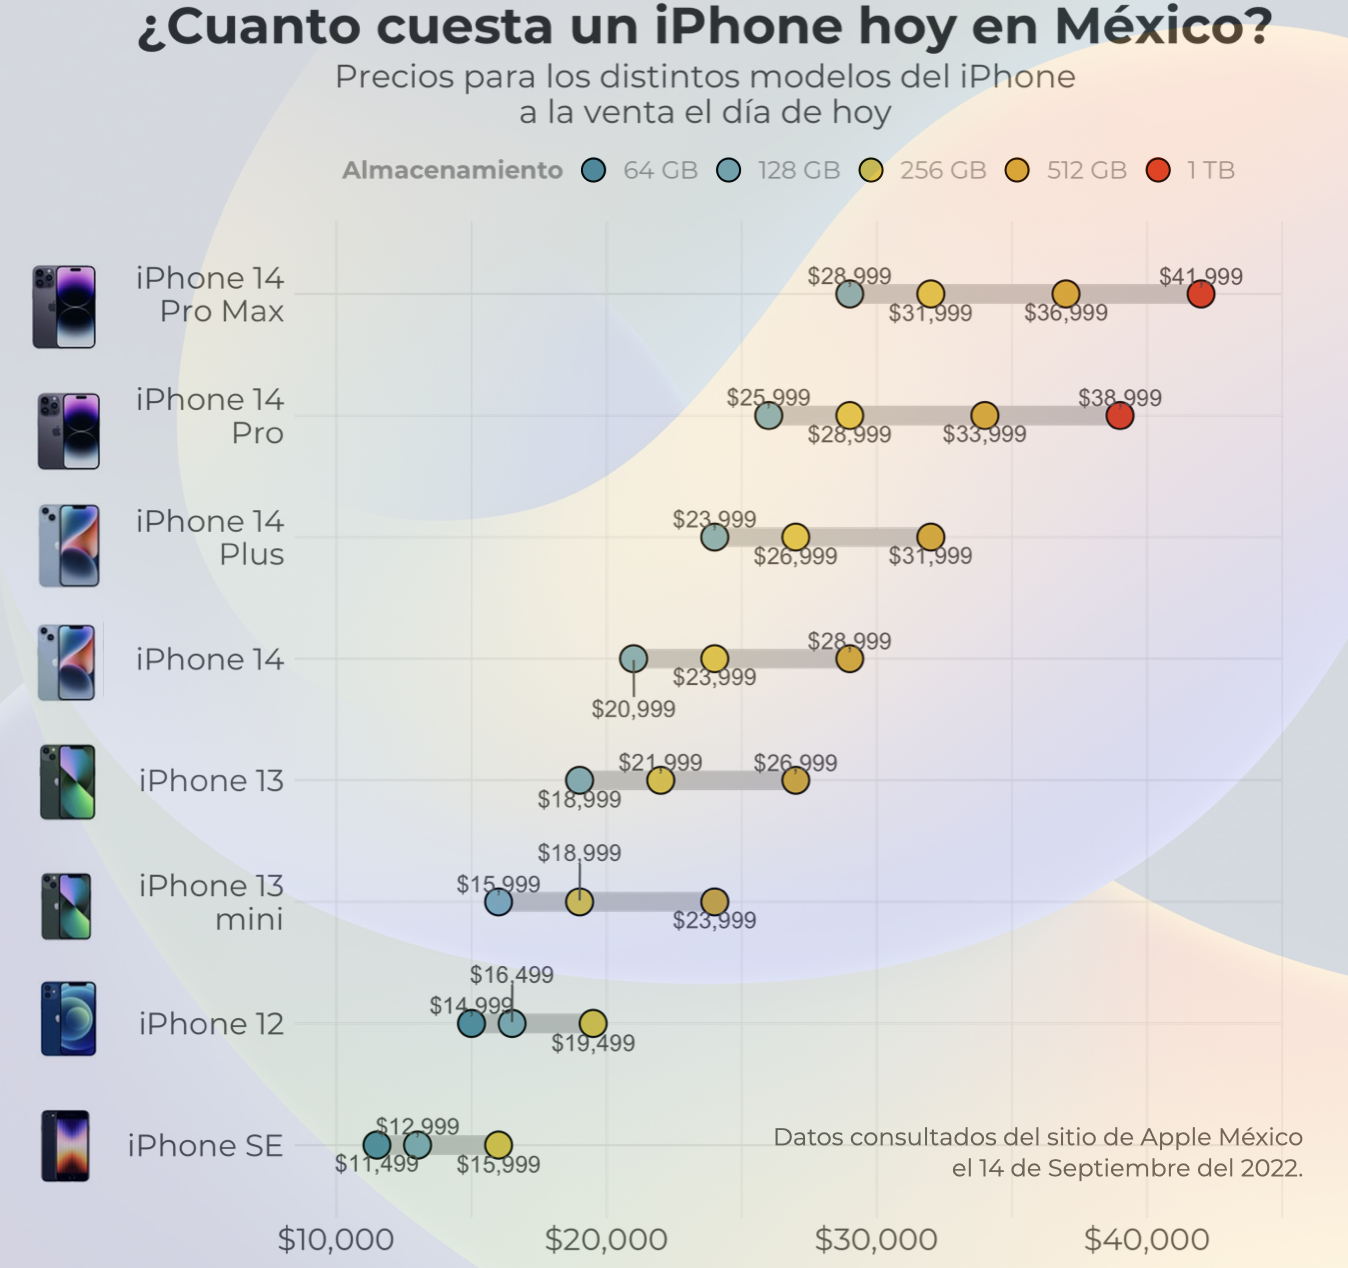 ¿Cuanto cuesta un iPhone hoy en México?
Precios para los distintos modelos del iPhone
a la venta el día de hoy
Almacenamiento 64 GB 128 GB 256 GB 512 GB 1 TB
iPhone 14
Pro Max
$28,999
$31,999
$36,999
$41,999
iPhone 14
Pro
$25,999
$28,999
$33,999
$38,999
iPhone 14
Plus
$23,999
$26,999
$31,999
iPhone 14
$20,999
$23,999
$28,999
iPhone 13
$18,999
$21,999
$26,999
iPhone 13
mini
$15,999
$18,999
$23,999
iPhone 12
$14,999
$16,499
$19,499
iPhone SE
$11,499
$12,999
$15,999
Datos consultados del sitio de Apple México
el 14 de Septiembre del 2022.
$10,000 $20,000 $30,000 $40,000